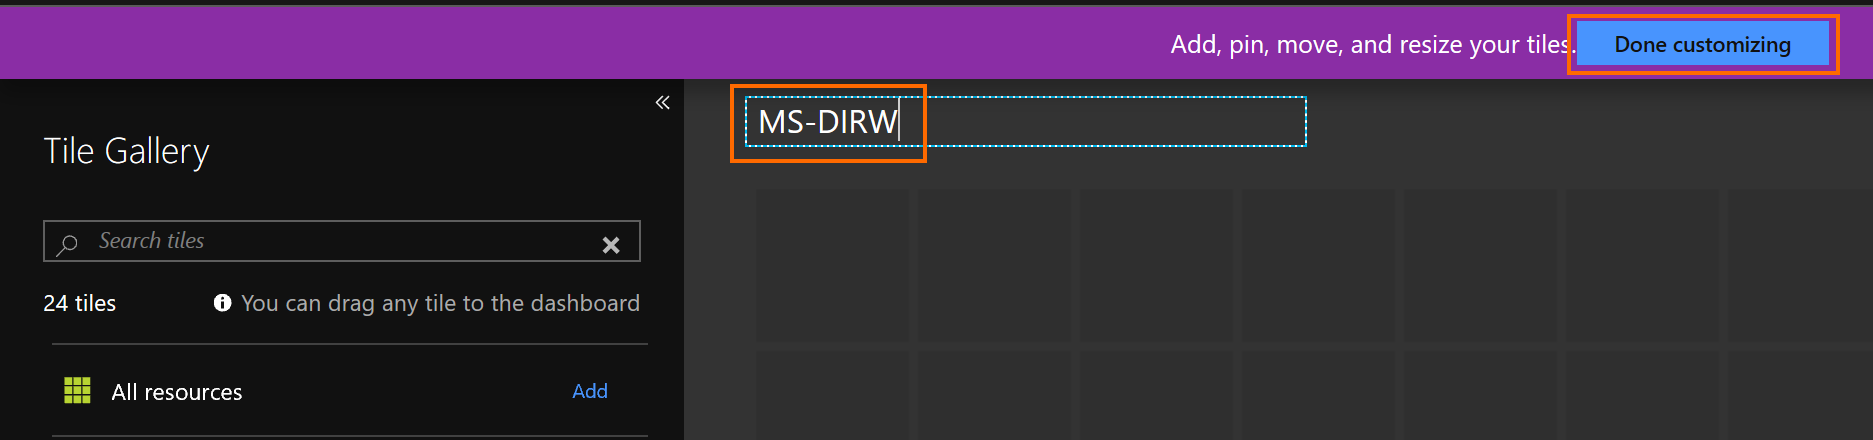 Add, pin, move, and resize your tiles.
Done customizing
«
MS-DIRW
Tile Gallery
Search tiles
24 tiles
You can drag any tile to the dashboard
All resources
Add